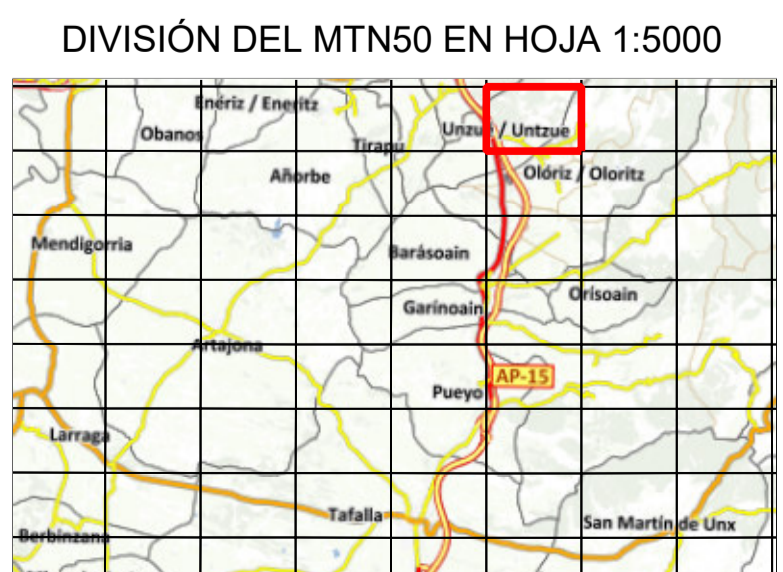 DIVISIÓN DEL MTN50 EN HOJA 1:5000
Enériz / Eneritz
Obanos
Unzué / Untzue
Tirapu
Añorbe
Olóriz / Oloritz
Mendigorria
Barásoain
Orisoain
Garínoain
Artajona
AP-15
Pueyo
Larraga
Tafalla
San Martín de Unx
Berbinzana